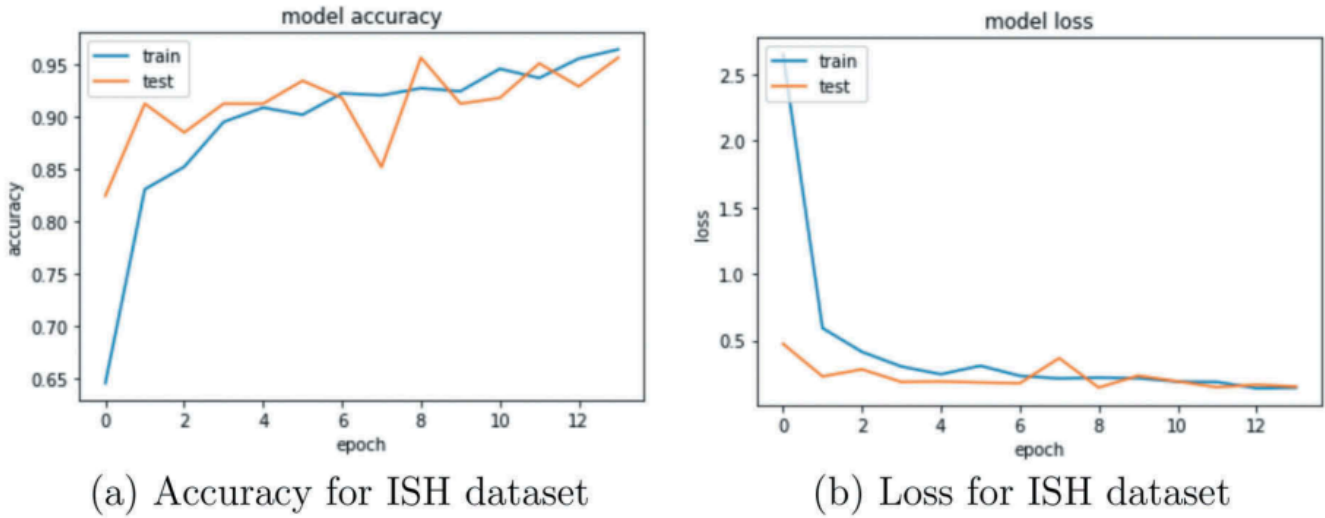 model accuracy
train
test
0.95
0.90
0.85
0.80
0.75
0.70
0.65
accuracy
0 2 4 6 8 10 12
epoch
(a) Accuracy for ISH dataset
model loss
train
test
2.5
2.0
1.5
1.0
0.5
loss
0 2 4 6 8 10 12
epoch
(b) Loss for ISH dataset